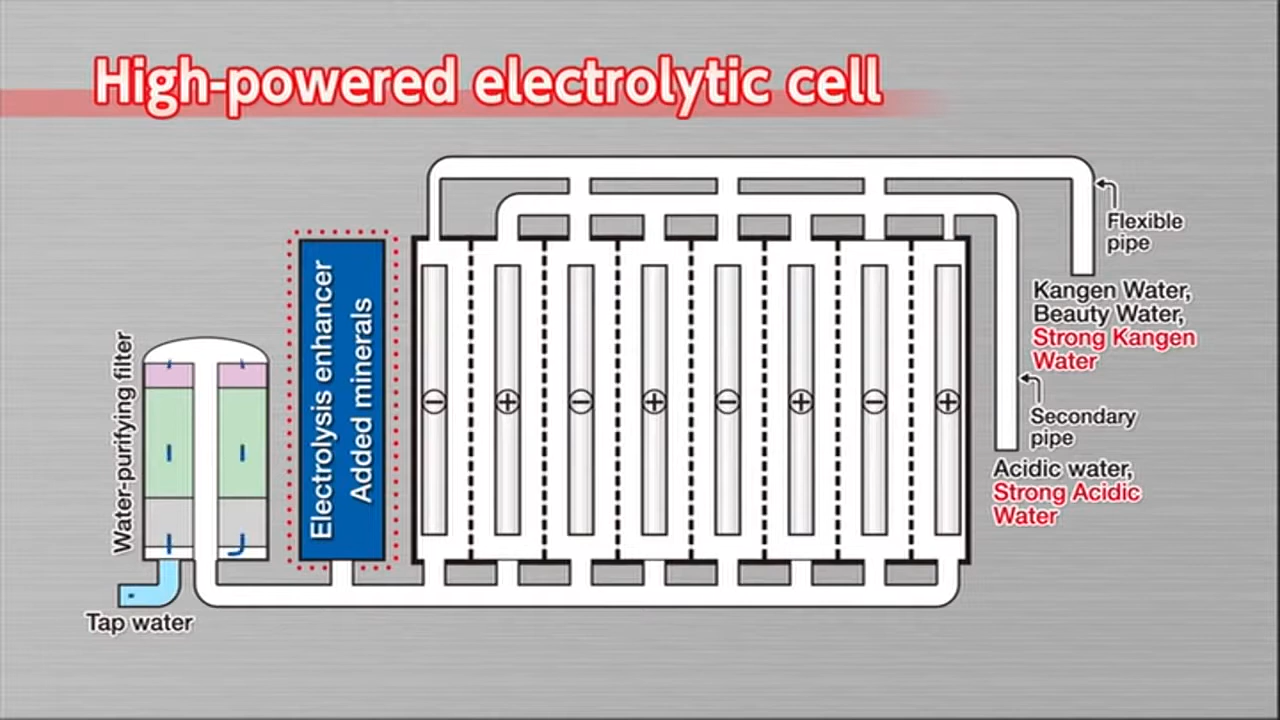 High-powered electrolytic cell
Flexible
pipe
Kangen Water,
Beauty Water,
Strong Kangen
Water
Secondary
pipe
Acidic water,
Strong Acidic
Water
Electrolysis enhancer
Added minerals
Water-purifying filter
Tap water